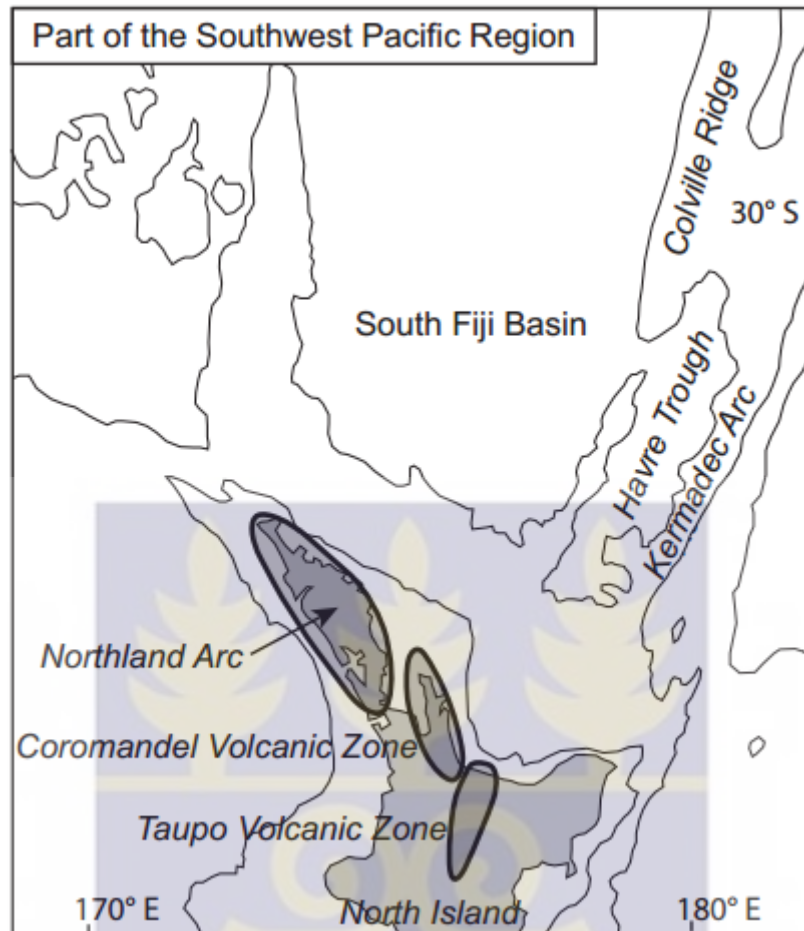 Part of the Southwest Pacific Region
Colville Ridge
30° S
South Fiji Basin
Havre Trough
Kermadec Arc
Northland Arc
Coromandel Volcanic Zone
Taupo Volcanic Zone
170° E
North Island
180° E